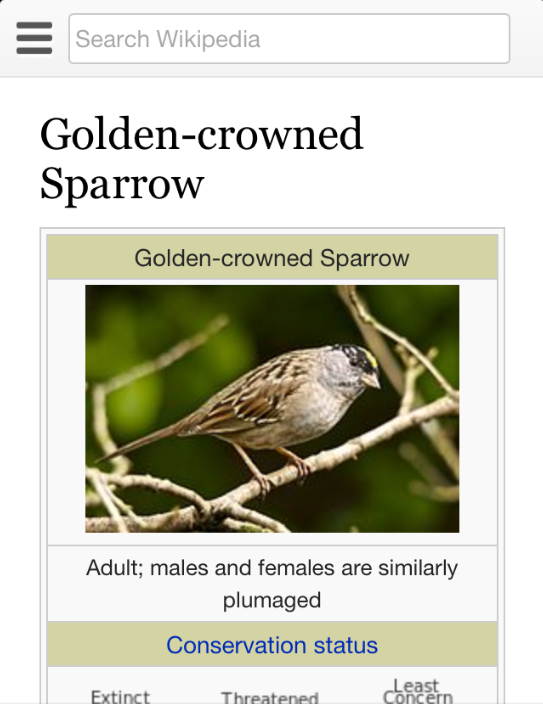 Search Wikipedia
Golden-crowned
Sparrow
Golden-crowned Sparrow
Adult; males and females are similarly
plumaged
Conservation status
Extinct Threatened Least
Concern